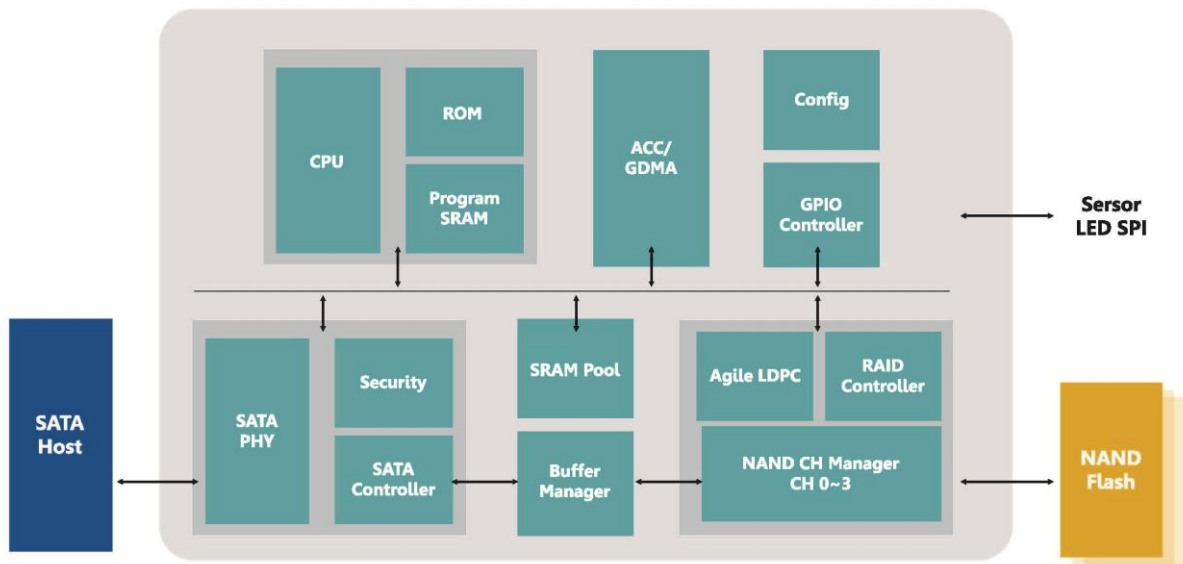 CPU
ROM
Program
SRAM
ACC/
GDMA
Config
GPIO
Controller
Sersor
LED SPI
SATA
Host
SATA
PHY
Security
SATA
Controller
SRAM Pool
Buffer
Manager
Agile LDPC
RAID
Controller
NAND CH Manager
CH 0~3
NAND
Flash